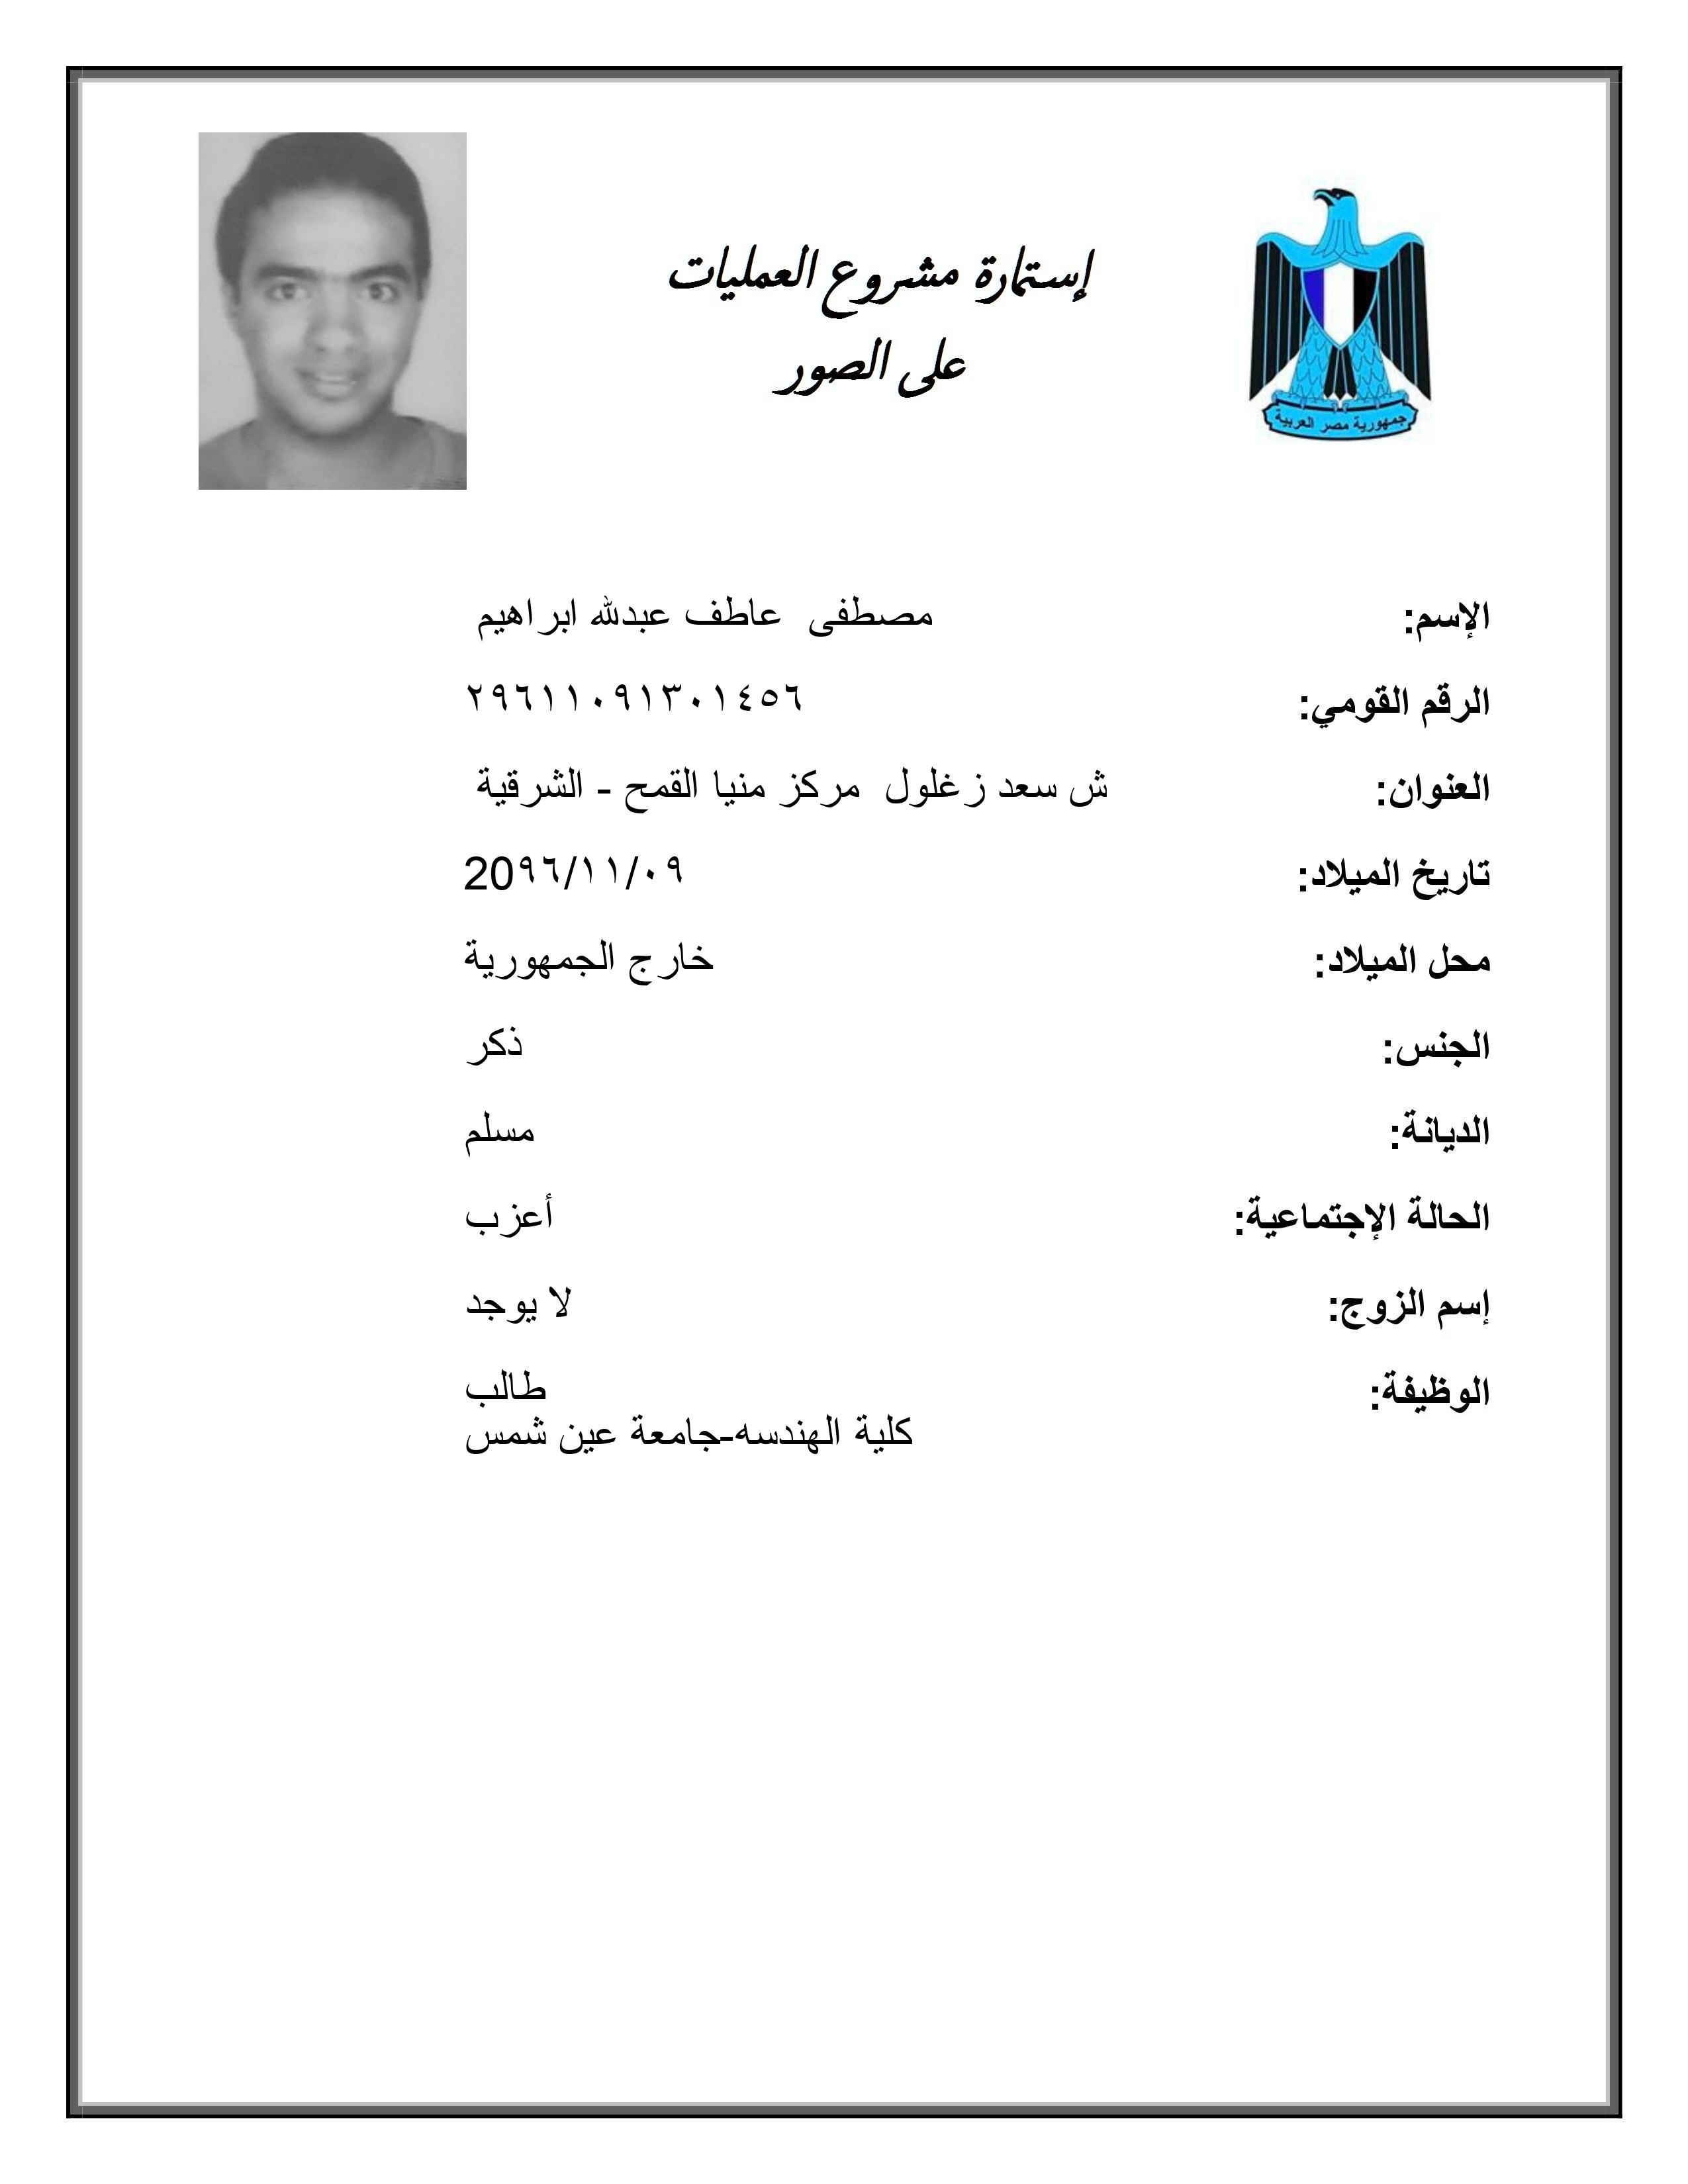 إستمارة مشروع العمليات
على الصور
جمهورية مصر العربية
الإسم: مصطفى عاطف عبدلله ابراهيم
الرقم القومي: ٢٩٦١١٠٩١٣٠١٤٥٦
العنوان: ش سعد زغلول مركز منيا القمح - الشرقية
تاريخ الميلاد: 20٩٦/١١/٠٩
محل الميلاد: خارج الجمهورية
الجنس: ذكر
الديانة: مسلم
الحالة الإجتماعية: أعزب
إسم الزوج: لا يوجد
الوظيفة: طالب
كلية الهندسه-جامعة عين شمس